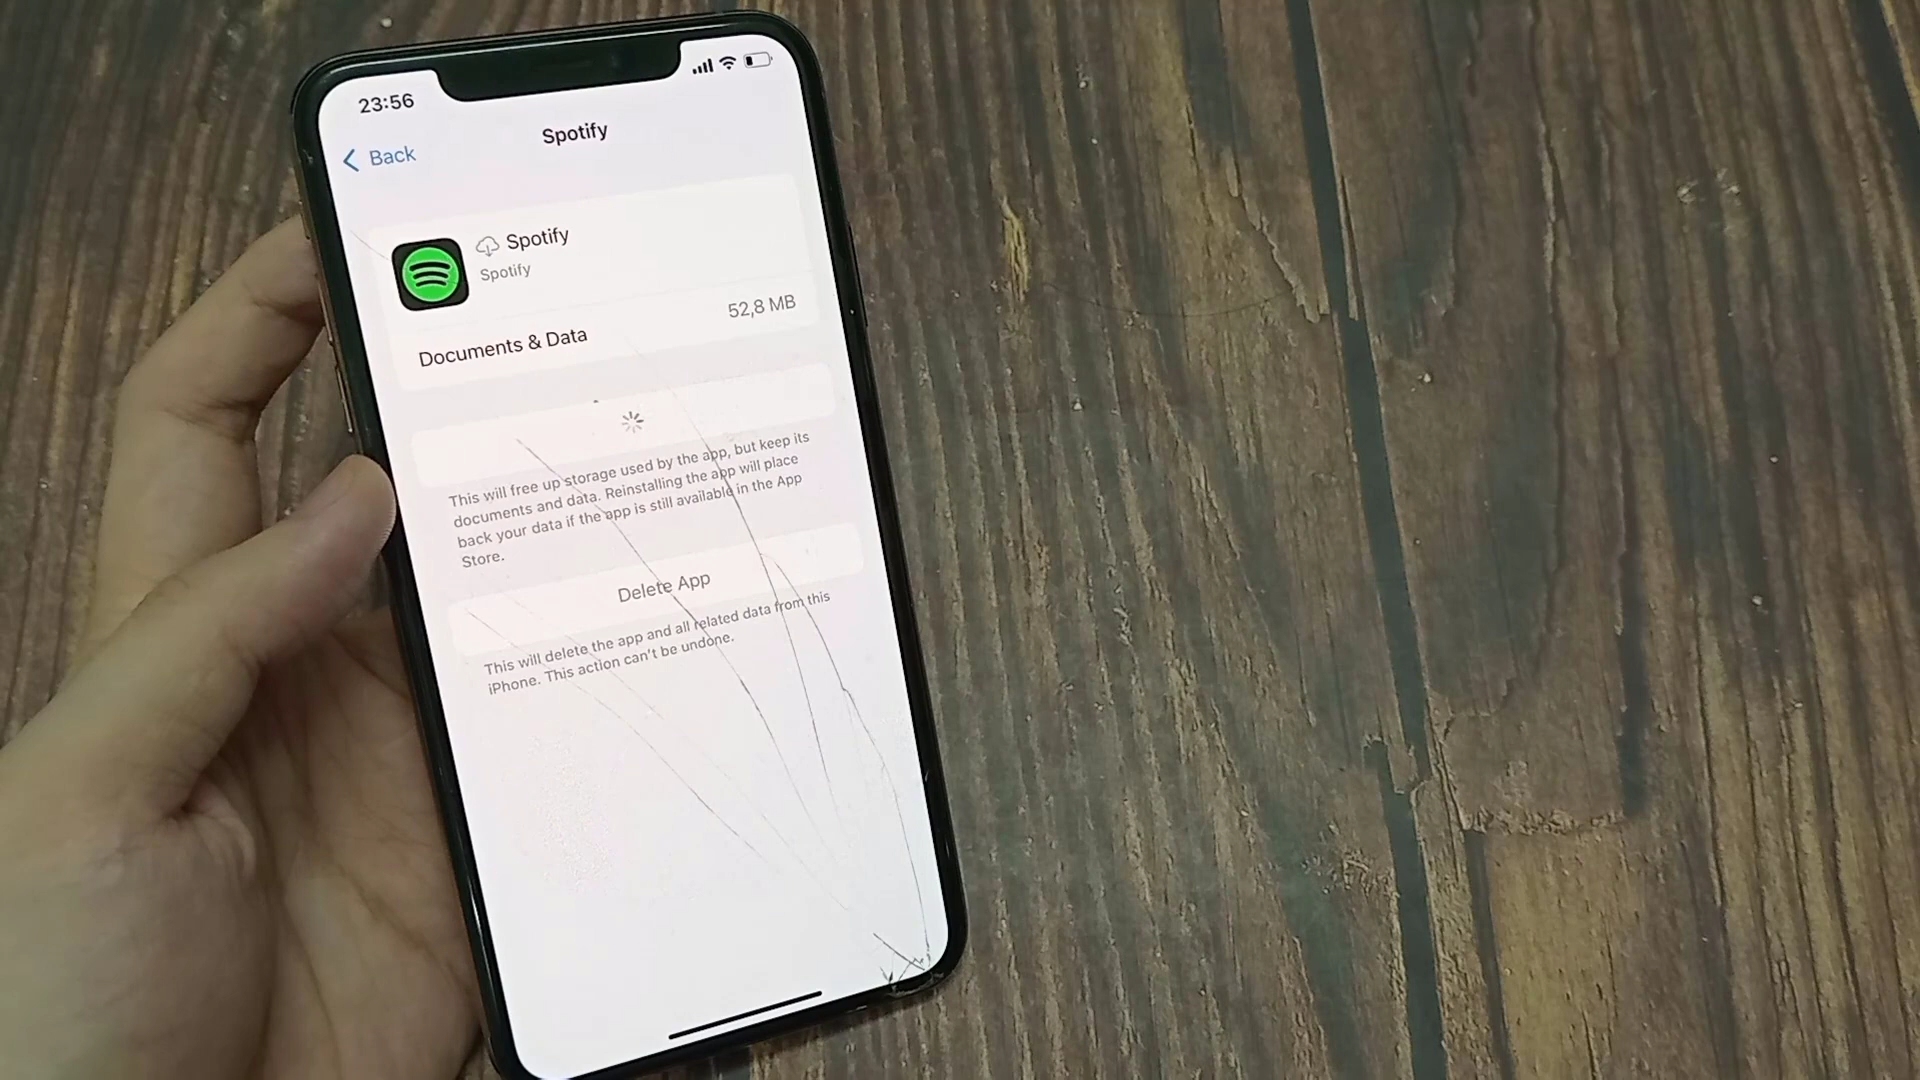 23:56
Back
Spotify
Spotify
Spotify
Documents & Data
52,8 MB
This will free up storage used by the app, but keep its
documents and data. Reinstalling the app will place
back your data if the app is still available in the App
Store.
Delete App
This will delete the app and all related data from this
iPhone. This action can't be undone.